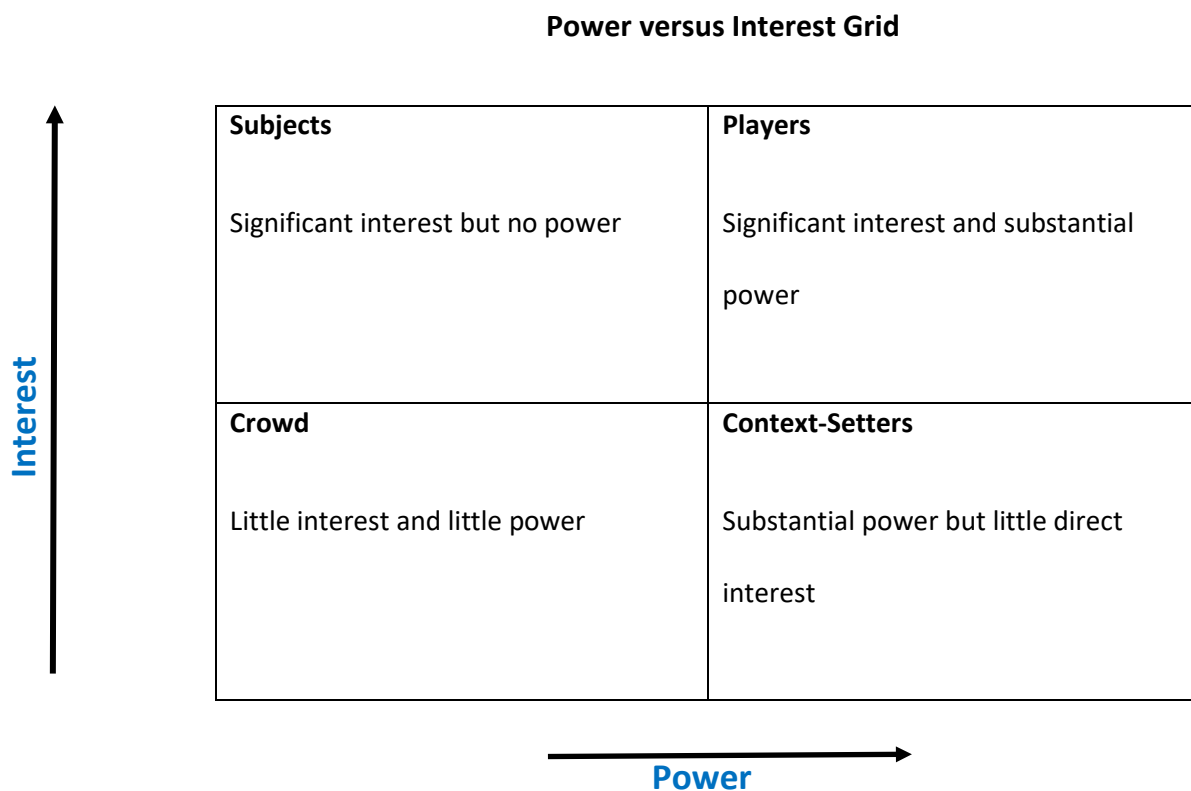 Power versus Interest Grid
Subjects
Significant interest but no power
Players
Significant interest and substantial
power
Interest
Crowd
Little interest and little power
Context-Setters
Substantial power but little direct
interest
Power